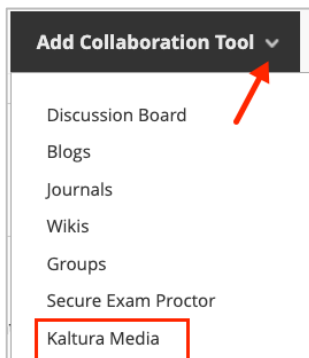 Add Collaboration Tool
Discussion Board
Blogs
Journals
Wikis
Groups
Secure Exam Proctor
Kaltura Media